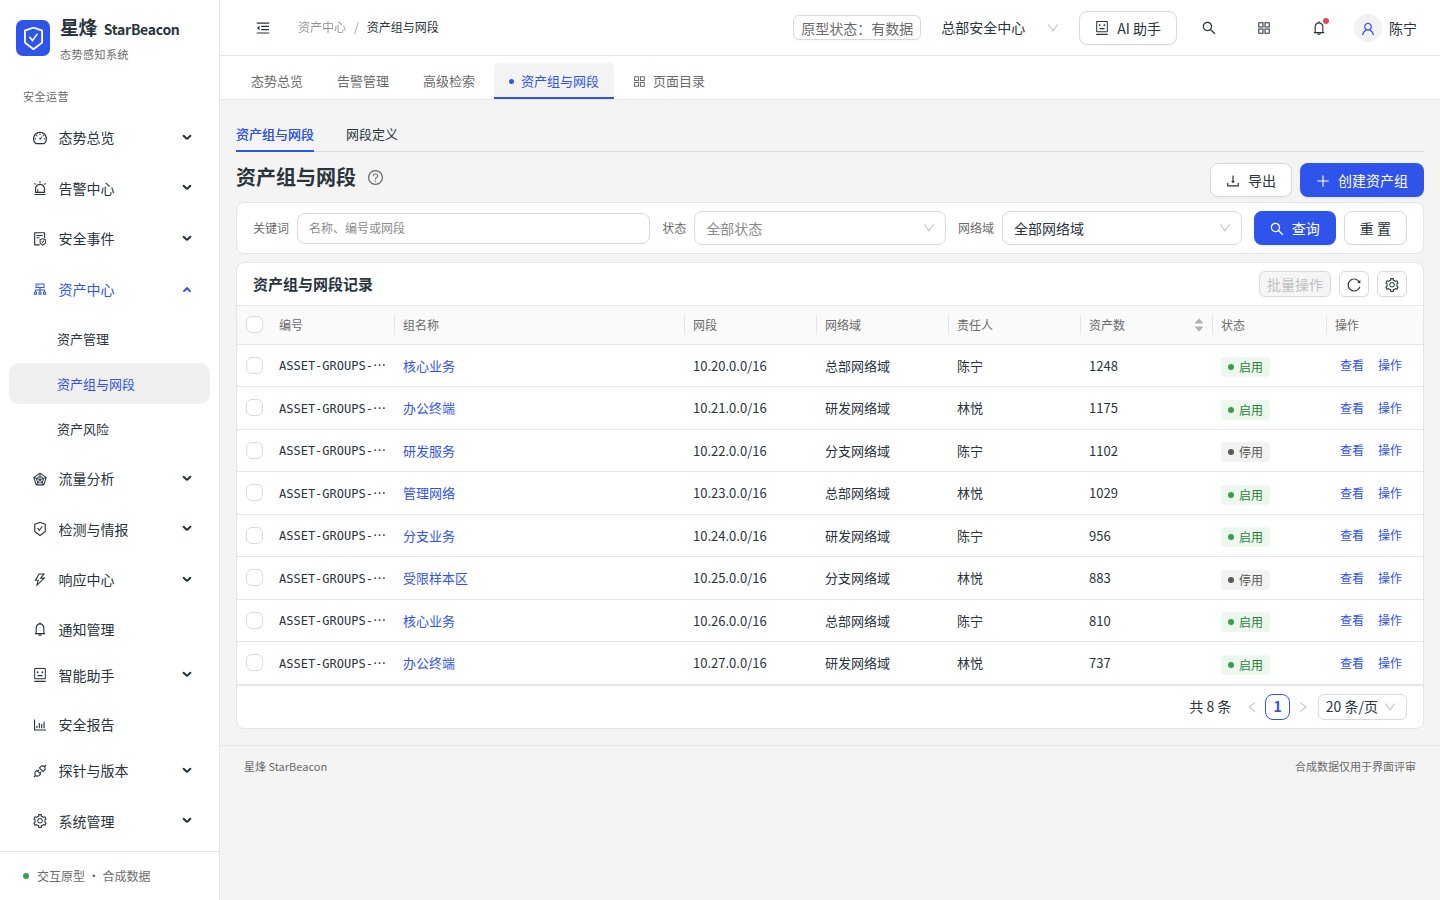 星烽 StarBeacon
态势感知系统
安全运营
态势总览
告警中心
安全事件
资产中心
资产管理
资产组与网段
资产风险
流量分析
检测与情报
响应中心
通知管理
智能助手
安全报告
探针与版本
系统管理
交互原型 · 合成数据
资产中心 / 资产组与网段
原型状态：有数据
总部安全中心
AI 助手
陈宁
态势总览 告警管理 高级检索 资产组与网段 页面目录
资产组与网段 网段定义
资产组与网段
导出 创建资产组
关键词 名称、编号或网段 状态 全部状态 网络域 全部网络域 查询 重 置
资产组与网段记录 批量操作
编号 组名称 网段 网络域 责任人 资产数 状态 操作
ASSET-GROUPS-··· 核心业务 10.20.0.0/16 总部网络域 陈宁 1248 启用 查看 操作
ASSET-GROUPS-··· 办公终端 10.21.0.0/16 研发网络域 林悦 1175 启用 查看 操作
ASSET-GROUPS-··· 研发服务 10.22.0.0/16 分支网络域 陈宁 1102 停用 查看 操作
ASSET-GROUPS-··· 管理网络 10.23.0.0/16 总部网络域 林悦 1029 启用 查看 操作
ASSET-GROUPS-··· 分支业务 10.24.0.0/16 研发网络域 陈宁 956 启用 查看 操作
ASSET-GROUPS-··· 受限样本区 10.25.0.0/16 分支网络域 林悦 883 停用 查看 操作
ASSET-GROUPS-··· 核心业务 10.26.0.0/16 总部网络域 陈宁 810 启用 查看 操作
ASSET-GROUPS-··· 办公终端 10.27.0.0/16 研发网络域 林悦 737 启用 查看 操作
共 8 条 1 20 条/页
星烽 StarBeacon
合成数据仅用于界面评审